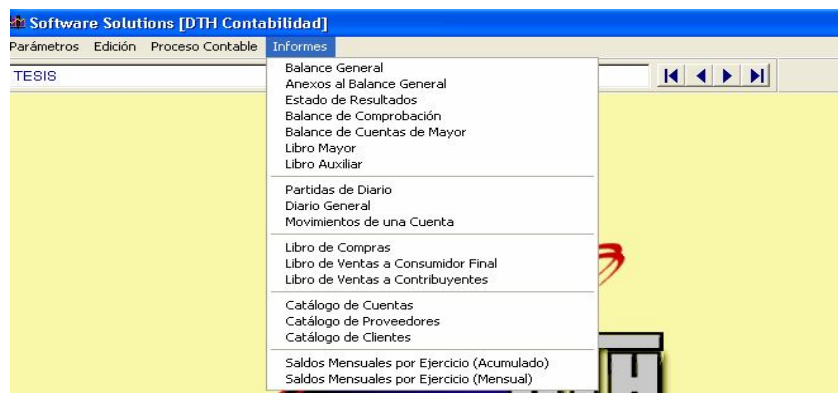 Software Solutions [DTH Contabilidad]
Parámetros Edición Proceso Contable Informes
TESIS
Balance General
Anexos al Balance General
Estado de Resultados
Balance de Comprobación
Balance de Cuentas de Mayor
Libro Mayor
Libro Auxiliar
Partidas de Diario
Diario General
Movimientos de una Cuenta
Libro de Compras
Libro de Ventas a Consumidor Final
Libro de Ventas a Contribuyentes
Catálogo de Cuentas
Catálogo de Proveedores
Catálogo de Clientes
Saldos Mensuales por Ejercicio (Acumulado)
Saldos Mensuales por Ejercicio (Mensual)